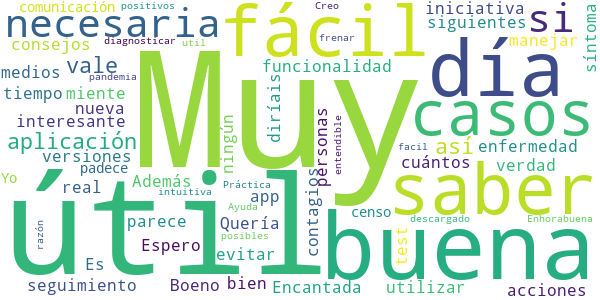 comunicación positivos
necesaria
fácil
Creo
si
iniciativa
siguientes
síntoma
consejos
diagnosticar
util
vale
frenar
manejar
medios
pandemia
funcionalidad
día
tiempo
miente
Muy
casos
nueva
interesante
diríais
personas
aplicación
ningún
entendible
facil
así
enfermedad
versiones
cuántos
verdad
padece
Yo
real
Además
útil
intuitiva
Práctica
app
contagios
saber
Ayuda
censo
descargado
Enhorabuena
razón
parece
Quería
posibles
buena
test
Es
Espero
evitar
seguimiento
Boeno
bien
Encantada
utilizar
acciones